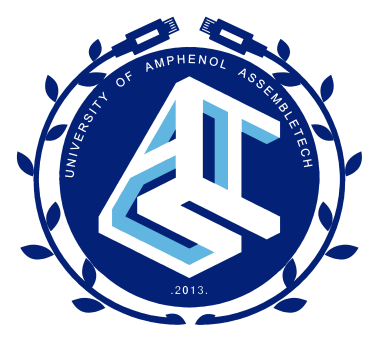 UNIVERSITY OF AMPHENOL ASSEMBLETECH
.2013.